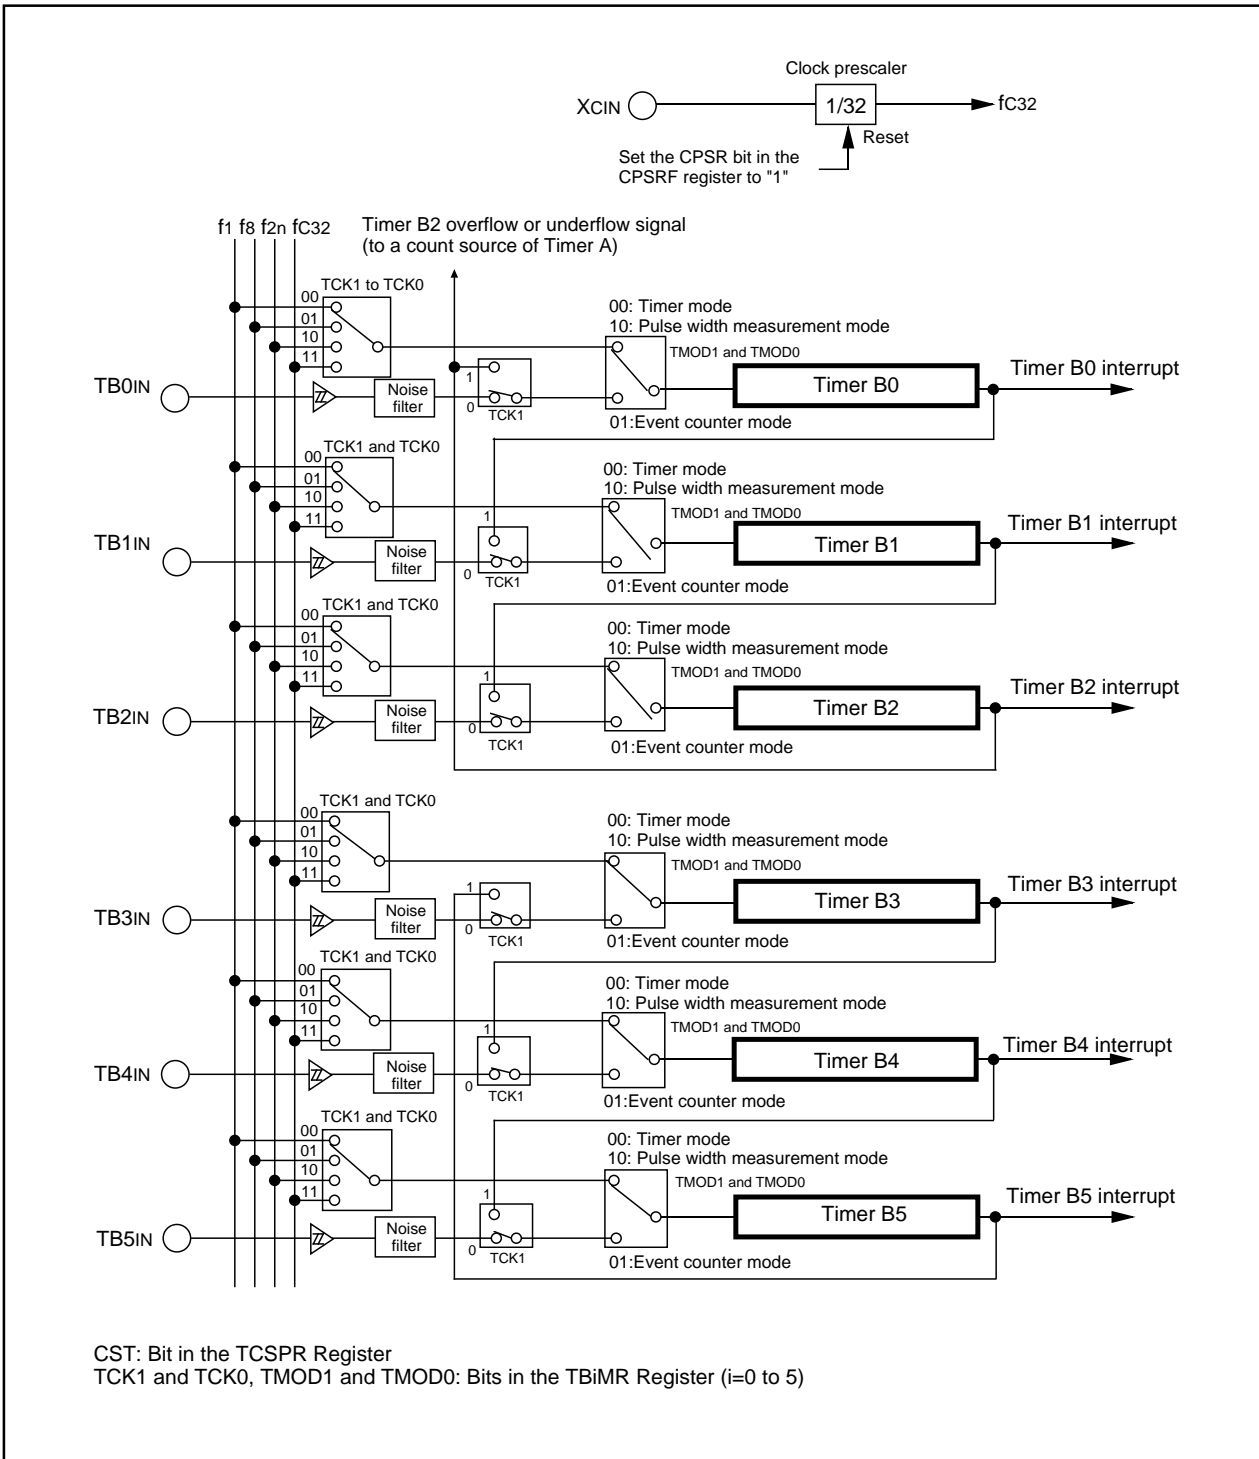 Clock prescaler
XCIN
1/32
fC32
Reset
Set the CPSR bit in the
CPSRF register to "1"
f1 f8 f2n fC32
Timer B2 overflow or underflow signal
(to a count source of Timer A)
TCK1 to TCK0
00
01
10
11
00: Timer mode
10: Pulse width measurement mode
TMOD1 and TMOD0
TB0IN
Noise
filter
1
0
TCK1
Timer B0
Timer B0 interrupt
01:Event counter mode
TCK1 and TCK0
00
01
10
11
00: Timer mode
10: Pulse width measurement mode
TMOD1 and TMOD0
TB1IN
Noise
filter
1
0
TCK1
Timer B1
Timer B1 interrupt
01:Event counter mode
TCK1 and TCK0
00
01
10
11
00: Timer mode
10: Pulse width measurement mode
TMOD1 and TMOD0
TB2IN
Noise
filter
1
0
TCK1
Timer B2
Timer B2 interrupt
01:Event counter mode
TCK1 and TCK0
00
01
10
11
00: Timer mode
10: Pulse width measurement mode
TMOD1 and TMOD0
TB3IN
Noise
filter
1
0
TCK1
Timer B3
Timer B3 interrupt
01:Event counter mode
TCK1 and TCK0
00
01
10
11
00: Timer mode
10: Pulse width measurement mode
TMOD1 and TMOD0
TB4IN
Noise
filter
1
0
TCK1
Timer B4
Timer B4 interrupt
01:Event counter mode
TCK1 and TCK0
00
01
10
11
00: Timer mode
10: Pulse width measurement mode
TMOD1 and TMOD0
TB5IN
Noise
filter
1
0
TCK1
Timer B5
Timer B5 interrupt
01:Event counter mode
CST: Bit in the TCSPR Register
TCK1 and TCK0, TMOD1 and TMOD0: Bits in the TBiMR Register (i=0 to 5)